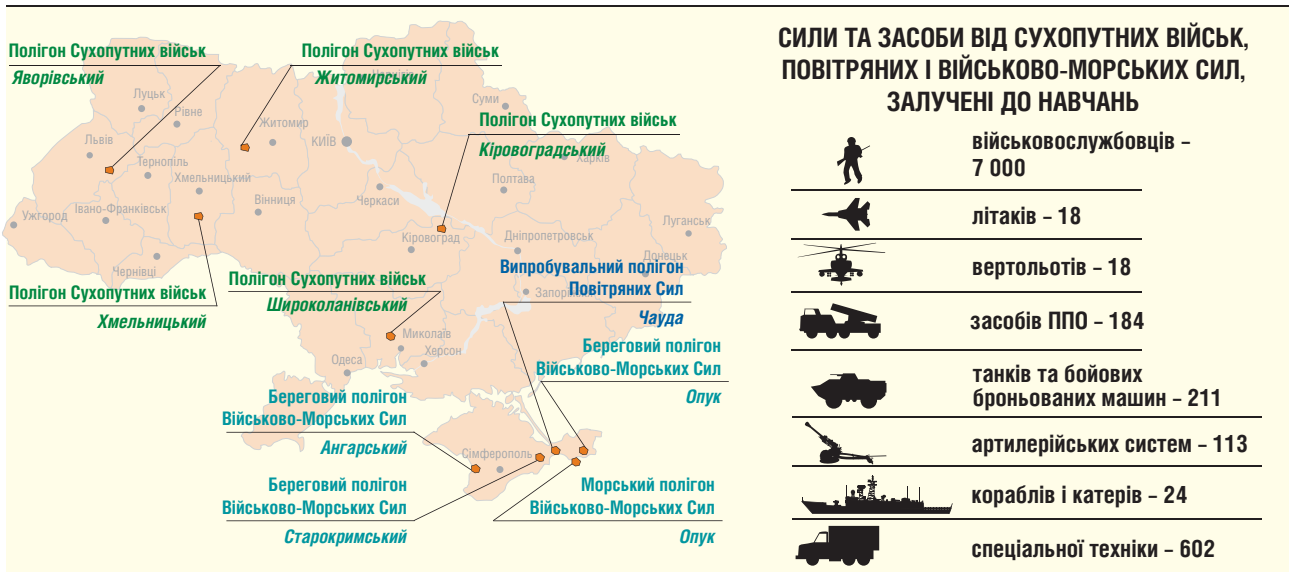 Полігон Сухопутних військ
Яворівський
Полігон Сухопутних військ
Житомирський
Полігон Сухопутних військ
Кіровоградський
Полігон Сухопутних військ
Хмельницький
Полігон Сухопутних військ
Широколанівський
Випробувальний полігон
Повітряних Сил
Чауда
Береговий полігон
Військово-Морських Сил
Опук
Береговий полігон
Військово-Морських Сил
Ангарський
Береговий полігон
Військово-Морських Сил
Старокримський
Морський полігон
Військово-Морських Сил
Опук
Луцьк
Рівне
Житомир
КИЇВ
Суми
Львів
Тернопіль
Хмельницький
Вінниця
Черкаси
Полтава
Харків
Ужгород
Івано-Франківськ
Чернівці
Кіровоград
Дніпропетровськ
Луганськ
Донецьк
Миколаїв
Херсон
Одеса
Сімферополь
СИЛИ ТА ЗАСОБИ ВІД СУХОПУТНИХ ВІЙСЬК,
ПОВІТРЯНИХ І ВІЙСЬКОВО-МОРСЬКИХ СИЛ,
ЗАЛУЧЕНІ ДО НАВЧАНЬ
військовослужбовців –
7 000
літаків – 18
вертольотів – 18
засобів ППО – 184
танків та бойових
броньованих машин – 211
артилерійських систем – 113
кораблів і катерів – 24
спеціальної техніки – 602